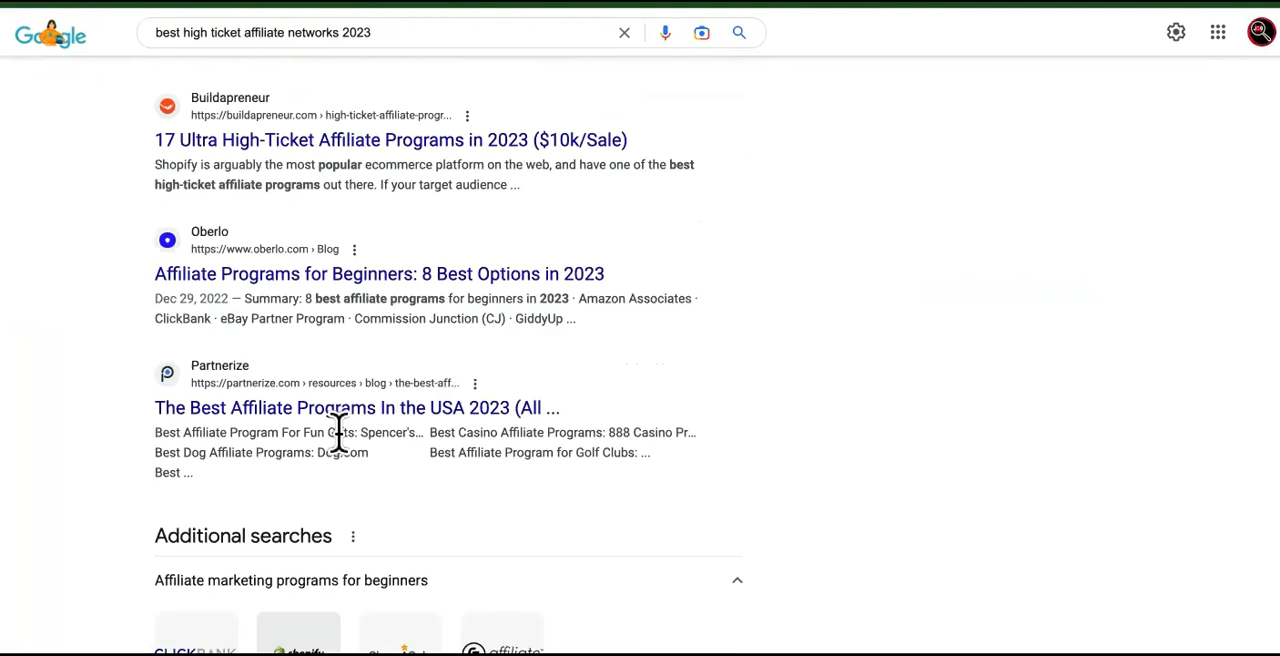 Google
best high ticket affiliate networks 2023
Buildapreneur
https://buildapreneur.com › high-ticket-affiliate-progr...
17 Ultra High-Ticket Affiliate Programs in 2023 ($10k/Sale)
Shopify is arguably the most popular ecommerce platform on the web, and have one of the best
high-ticket affiliate programs out there. If your target audience ...
Oberlo
https://www.oberlo.com › Blog
Affiliate Programs for Beginners: 8 Best Options in 2023
Dec 29, 2022 — Summary: 8 best affiliate programs for beginners in 2023 · Amazon Associates ·
ClickBank · eBay Partner Program · Commission Junction (CJ) · GiddyUp ...
Partnerize
https://partnerize.com › resources › blog › the-best-aff...
The Best Affiliate Programs In the USA 2023 (All ...
Best Affiliate Program For Fun Gifts: Spencer's... Best Casino Affiliate Programs: 888 Casino Pr...
Best Dog Affiliate Programs: Dog.com Best Affiliate Program for Golf Clubs: ...
Best ...
Additional searches
Affiliate marketing programs for beginners
CLICKBANK shopify affiliate